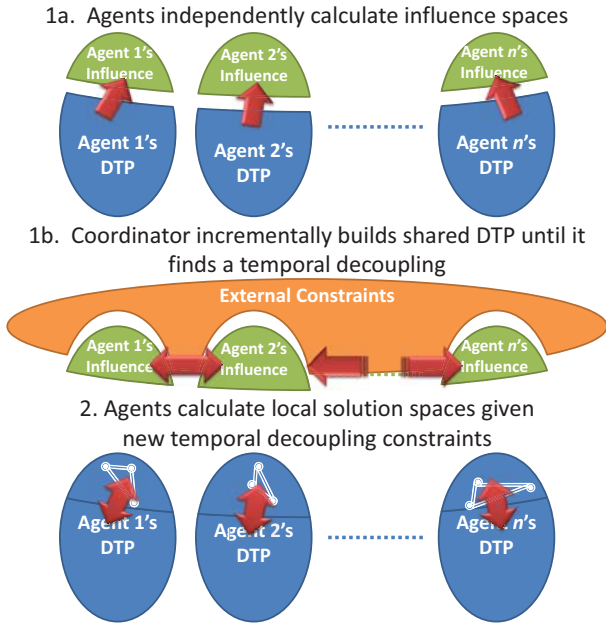 1a. Agents independently calculate influence spaces
Agent 1's
Influence
Agent 2's
Influence
Agent n's
Influence
Agent 1's
DTP
Agent 2's
DTP
Agent n's
DTP
1b. Coordinator incrementally builds shared DTP until it
finds a temporal decoupling
External Constraints
Agent 1's
Influence
Agent 2's
Influence
Agent n's
Influence
2. Agents calculate local solution spaces given
new temporal decoupling constraints
Agent 1's
DTP
Agent 2's
DTP
Agent n's
DTP